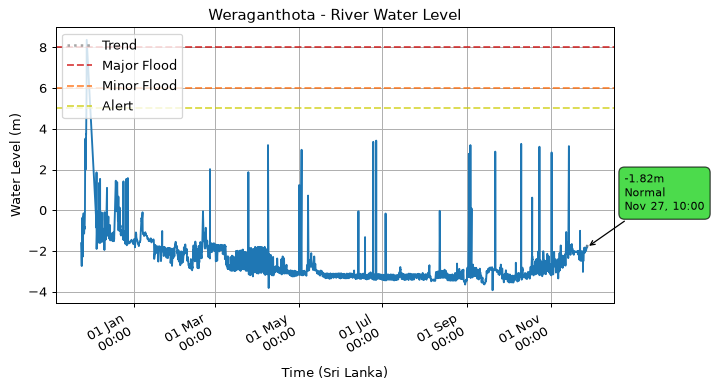 Weraganthota - River Water Level
Trend
Major Flood
Minor Flood
Alert
Water Level (m)
8
6
4
2
0
−2
−4
-1.82m
Normal
Nov 27, 10:00
01 Jan
00:00
01 Mar
00:00
01 May
00:00
01 Jul
00:00
01 Sep
00:00
01 Nov
00:00
Time (Sri Lanka)